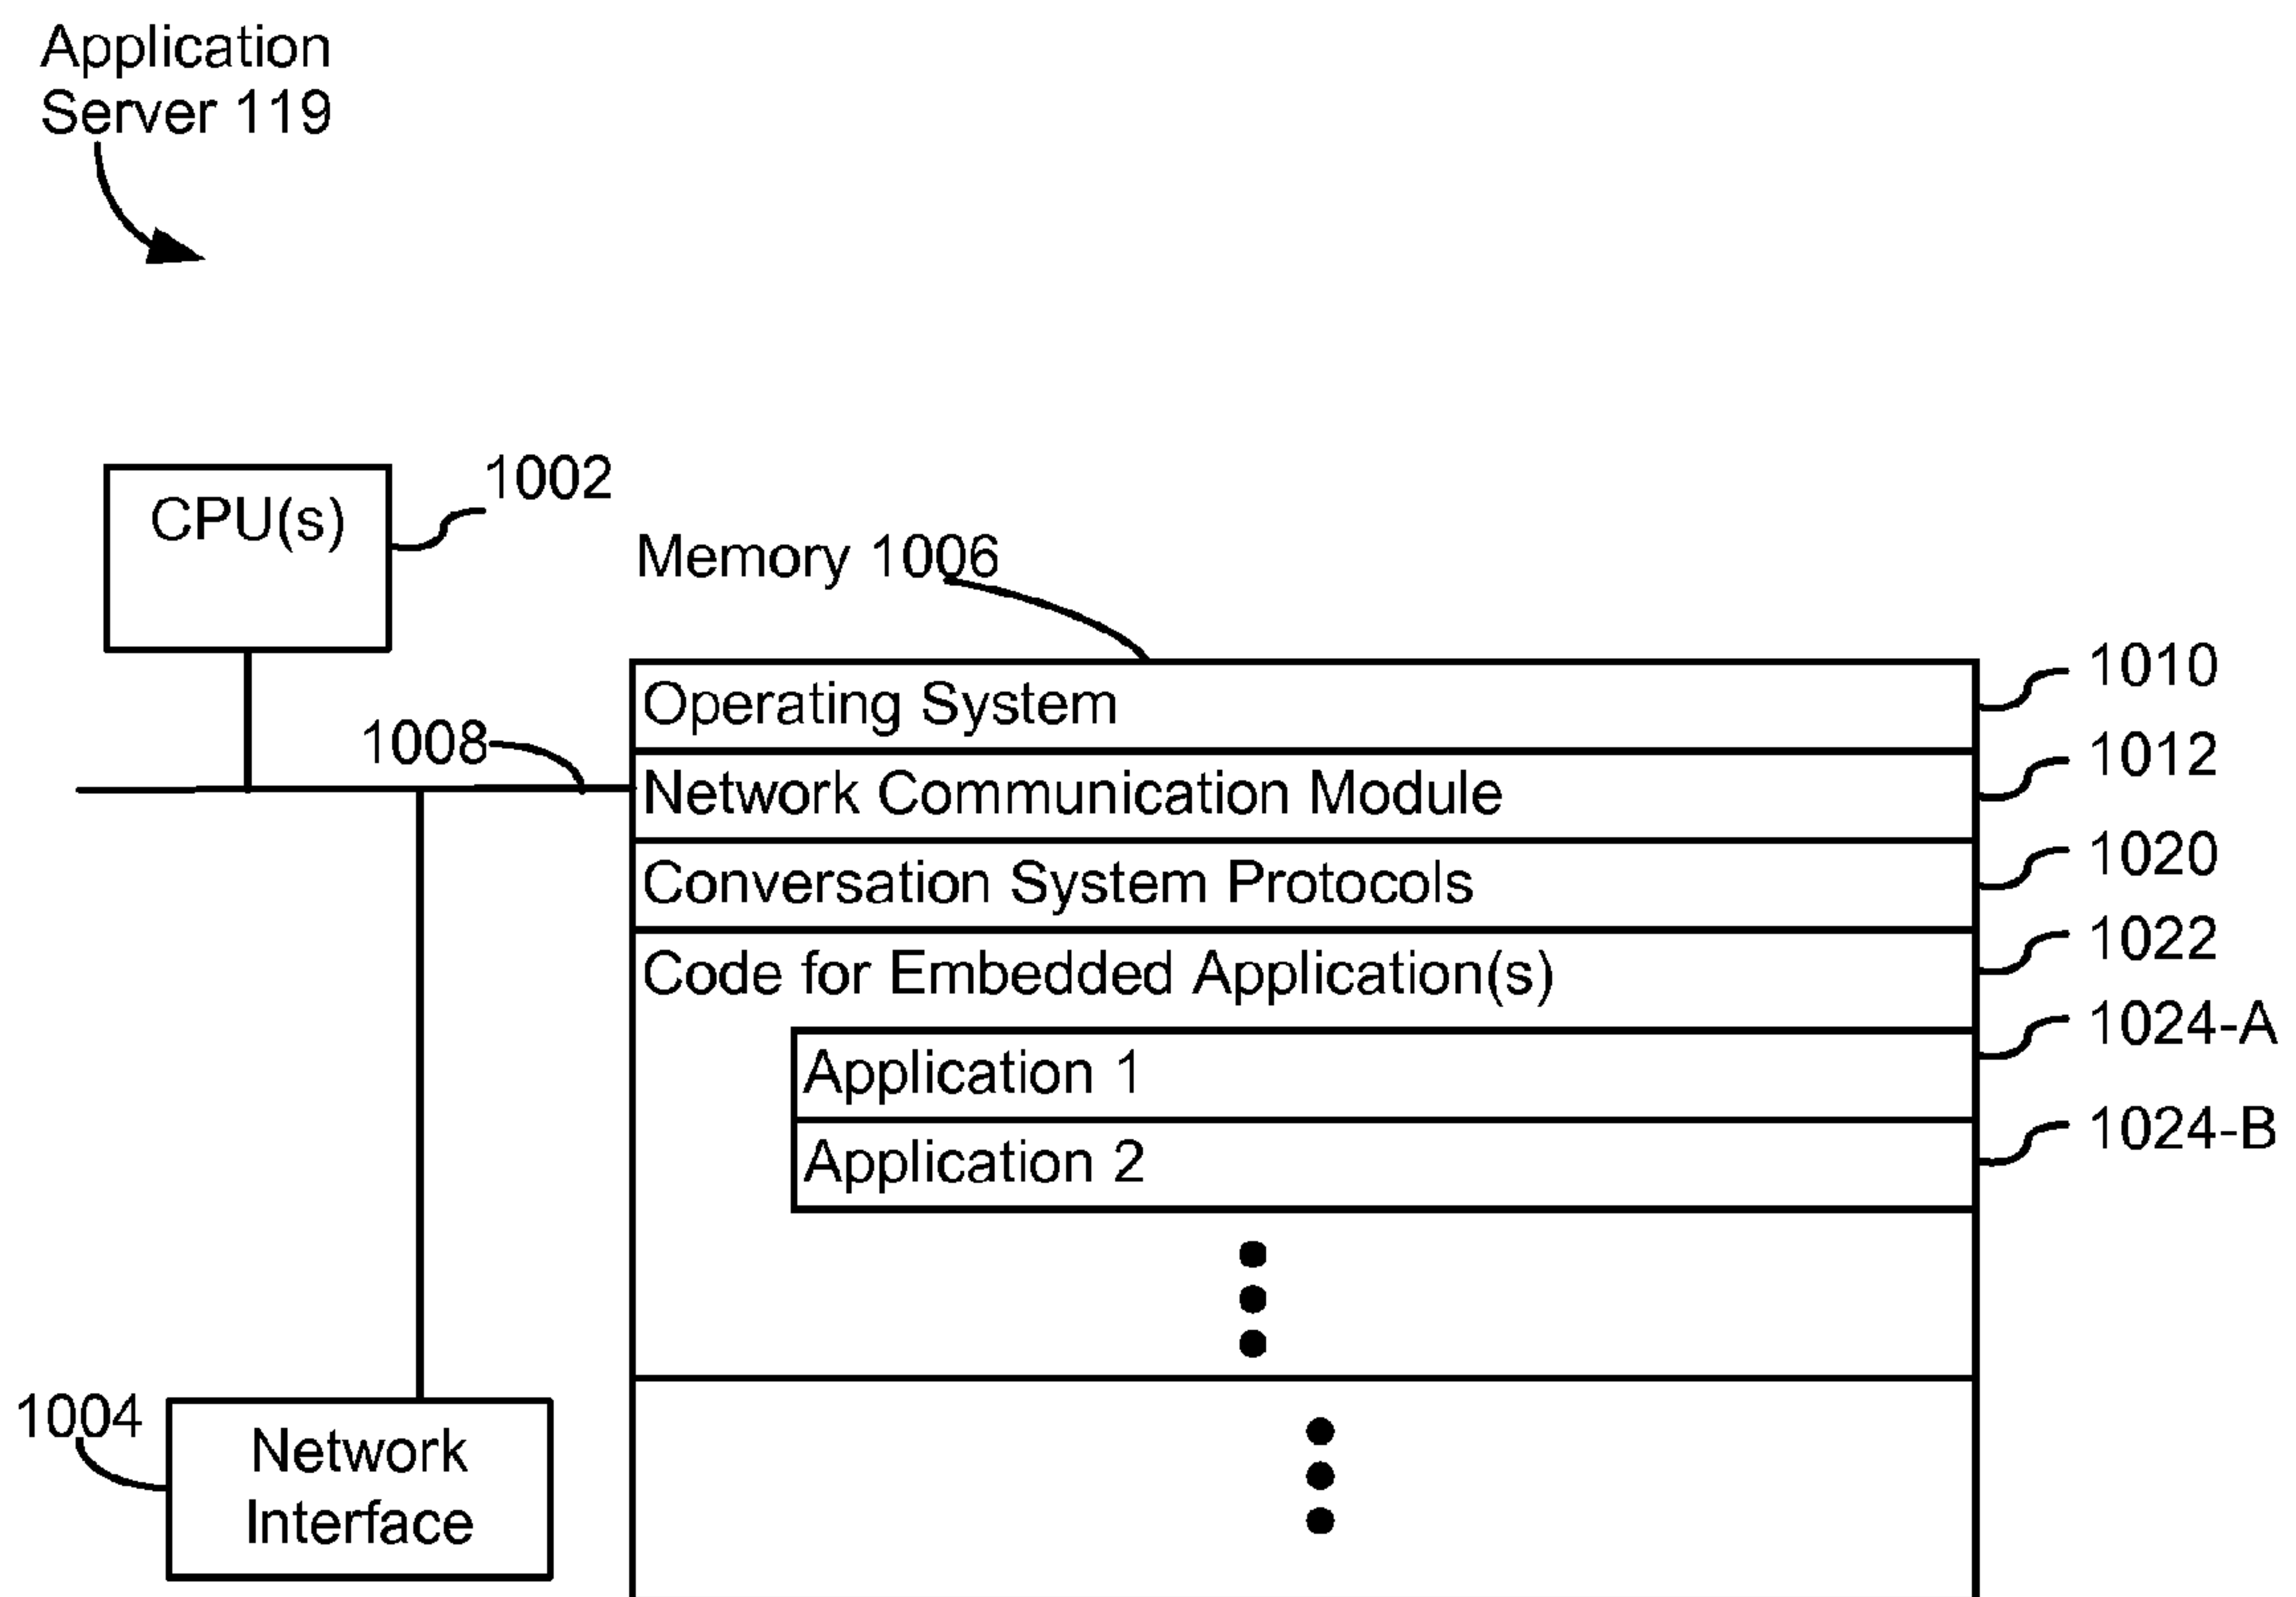 Application
Server 119
CPU(s)
1002
Memory 1006
Operating System
1010
1008
Network Communication Module
1012
Conversation System Protocols
1020
Code for Embedded Application(s)
1022
Application 1
1024-A
Application 2
1024-B
1004
Network
Interface